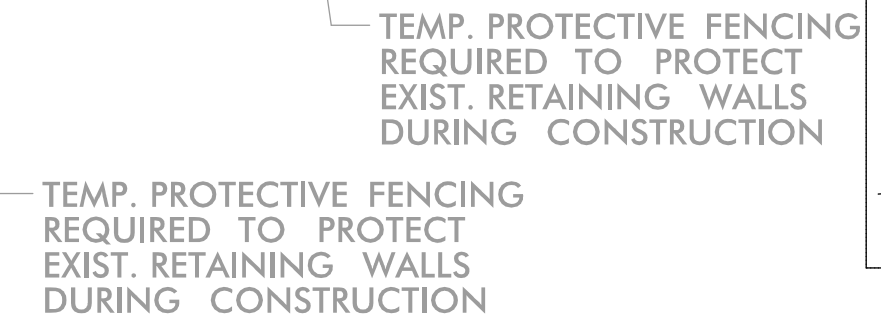 TEMP. PROTECTIVE FENCING
REQUIRED TO PROTECT
EXIST. RETAINING WALLS
DURING CONSTRUCTION
TEMP. PROTECTIVE FENCING
REQUIRED TO PROTECT
EXIST. RETAINING WALLS
DURING CONSTRUCTION